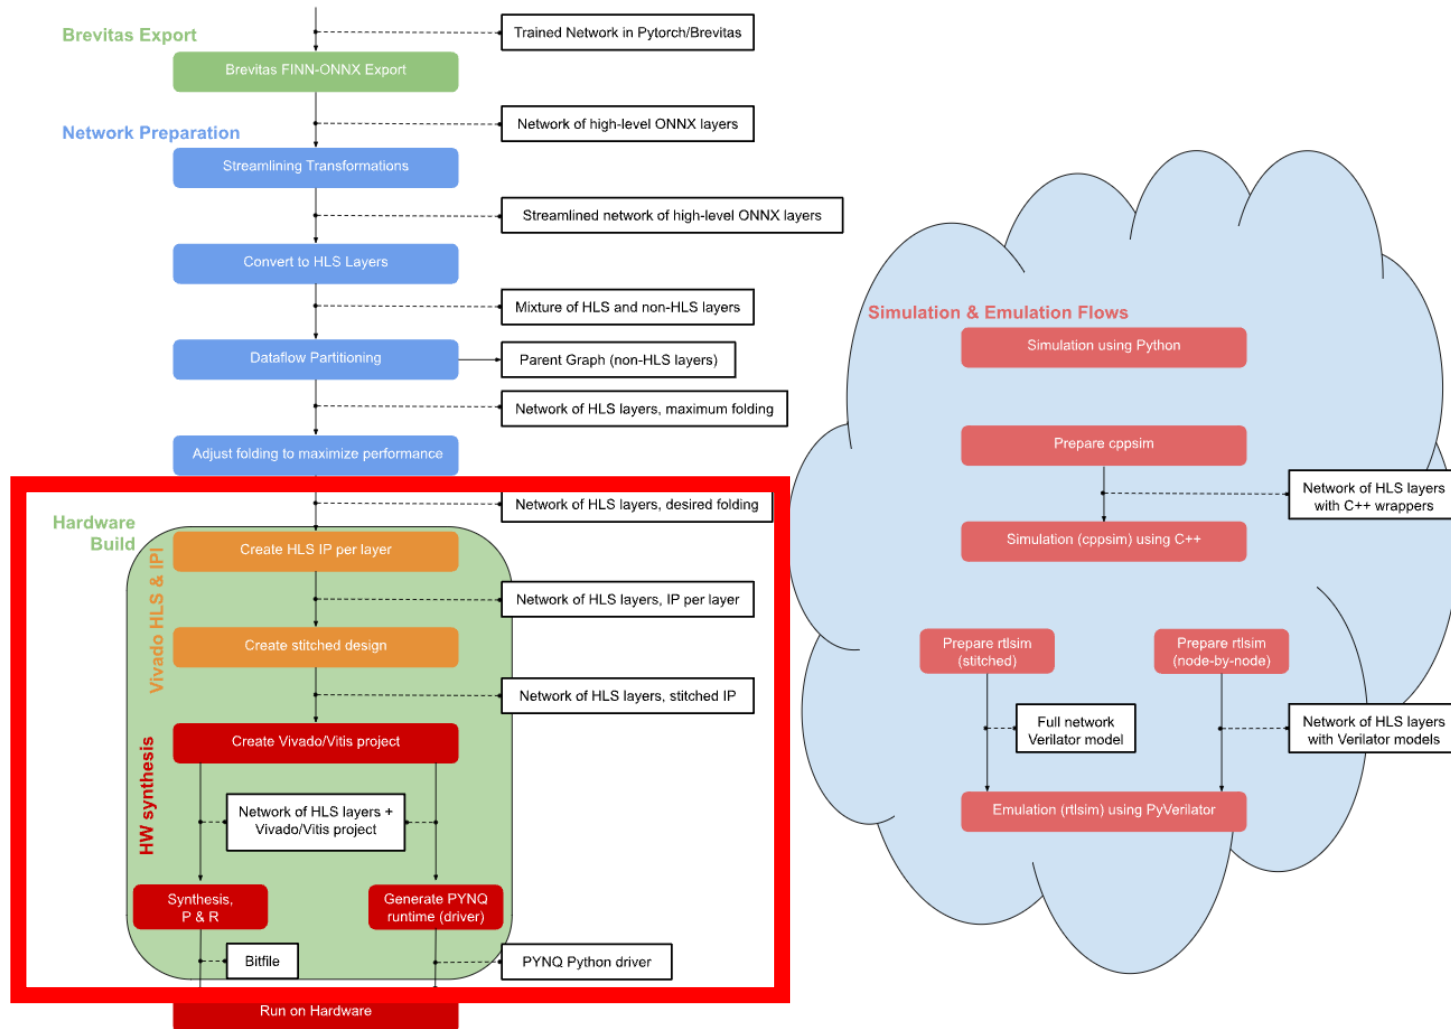 Brevitas Export
Trained Network in Pytorch/Brevitas
Brevitas FINN-ONNX Export
Network of high-level ONNX layers
Network Preparation
Streamlining Transformations
Streamlined network of high-level ONNX layers
Convert to HLS Layers
Mixture of HLS and non-HLS layers
Dataflow Partitioning
Parent Graph (non-HLS layers)
Network of HLS layers, maximum folding
Adjust folding to maximize performance
Network of HLS layers, desired folding
Hardware
Build
Vivado HLS & IPI
Create HLS IP per layer
Network of HLS layers, IP per layer
Create stitched design
Network of HLS layers, stitched IP
HW synthesis
Create Vivado/Vitis project
Network of HLS layers +
Vivado/Vitis project
Synthesis,
P & R
Generate PYNQ
runtime (driver)
Bitfile
PYNQ Python driver
Run on Hardware
Simulation & Emulation Flows
Simulation using Python
Prepare cppsim
Network of HLS layers
with C++ wrappers
Simulation (cppsim) using C++
Prepare rtlsim
(stitched)
Prepare rtlsim
(node-by-node)
Full network
Verilator model
Network of HLS layers
with Verilator models
Emulation (rtlsim) using PyVerilator